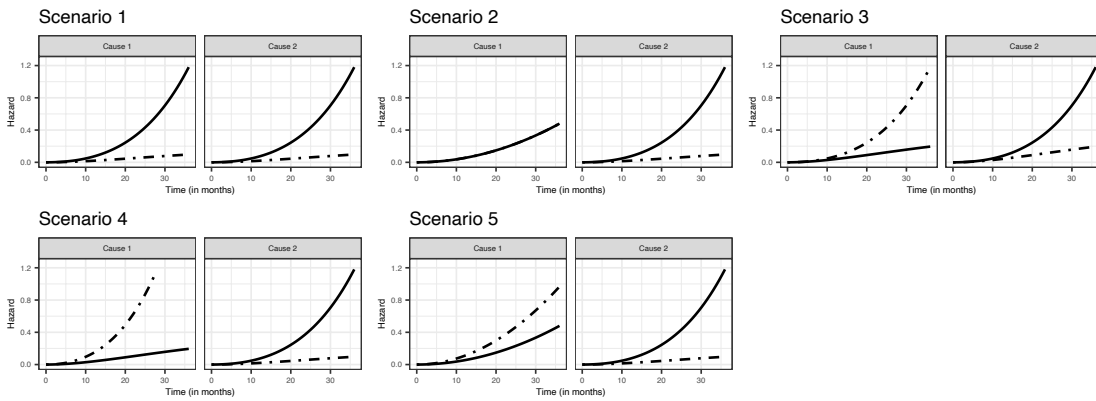 Scenario 1
Cause 1 Cause 2
Hazard
1.2
0.8
0.4
0.0
0 10 20 30 0 10 20 30
Time (in months)
Scenario 2
Cause 1 Cause 2
Hazard
1.2
0.8
0.4
0.0
0 10 20 30 0 10 20 30
Time (in months)
Scenario 3
Cause 1 Cause 2
Hazard
1.2
0.8
0.4
0.0
0 10 20 30 0 10 20 30
Time (in months)
Scenario 4
Cause 1 Cause 2
Hazard
1.2
0.8
0.4
0.0
0 10 20 30 0 10 20 30
Time (in months)
Scenario 5
Cause 1 Cause 2
Hazard
1.2
0.8
0.4
0.0
0 10 20 30 0 10 20 30
Time (in months)